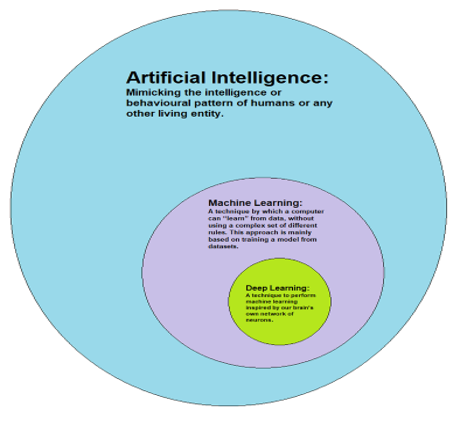 Artificial Intelligence:
Mimicking the intelligence or
behavioural pattern of humans or any
other living entity.
Machine Learning:
A technique by which a computer
can "learn" from data, without
using a complex set of different
rules. This approach is mainly
based on training a model from
datasets.
Deep Learning:
A technique to perform
machine learning
inspired by our brain's
own network of
neurons.